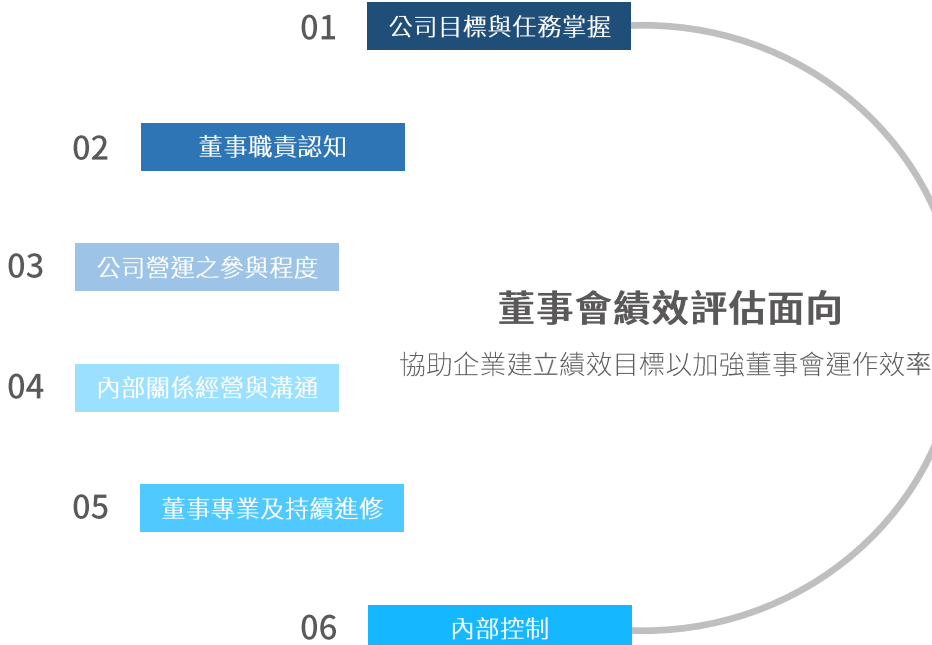 01 公司目標與任務掌握
02 董事職責認知
03 公司營運之參與程度
董事會績效評估面向
協助企業建立績效目標以加強董事會運作效率
04 內部關係經營與溝通
05 董事專業及持續進修
06 內部控制